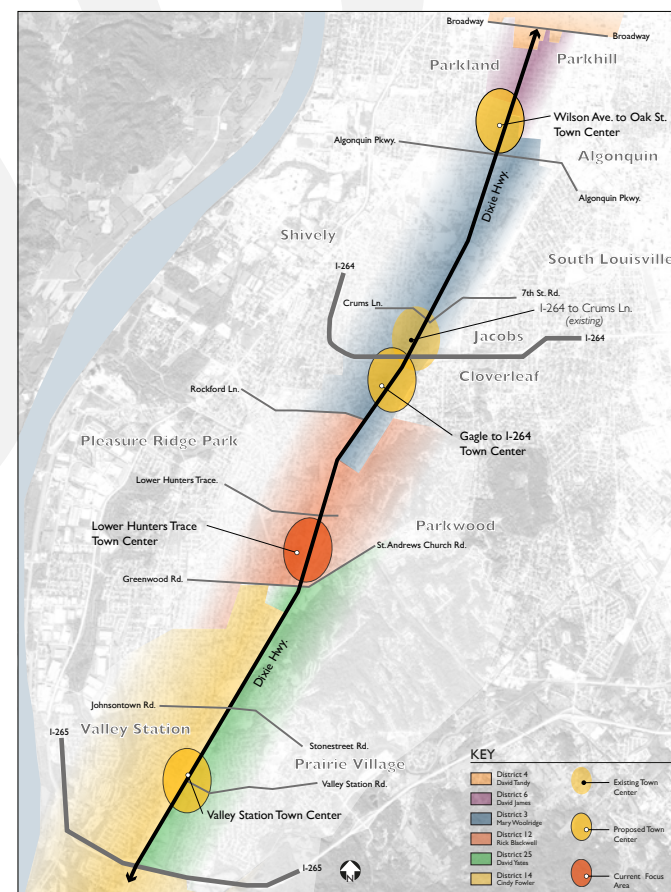 Broadway
Broadway
Parkland
Parkhill
Wilson Ave. to Oak St.
Town Center
Algonquin Pkwy.
Algonquin
Algonquin Pkwy.
Dixie Hwy.
Shively
South Louisville
I-264
7th St. Rd.
Crums Ln.
I-264 to Crums Ln.
(existing)
Jacobs
I-264
Cloverleaf
Rockford Ln.
Gagle to I-264
Town Center
Pleasure Ridge Park
Lower Hunters Trace.
Lower Hunters Trace
Town Center
Parkwood
St. Andrews Church Rd.
Greenwood Rd.
Dixie Hwy.
Johnsontown Rd.
Valley Station
I-265
Stonestreet Rd.
Prairie Village
Valley Station Rd.
Valley Station Town Center
I-265
N
KEY
District 4
David Tandy
District 6
David James
District 3
Mary Woolridge
District 12
Rick Blackwell
District 25
David Yates
District 14
Cindy Fowler
Existing Town
Center
Proposed Town
Center
Current Focus
Area